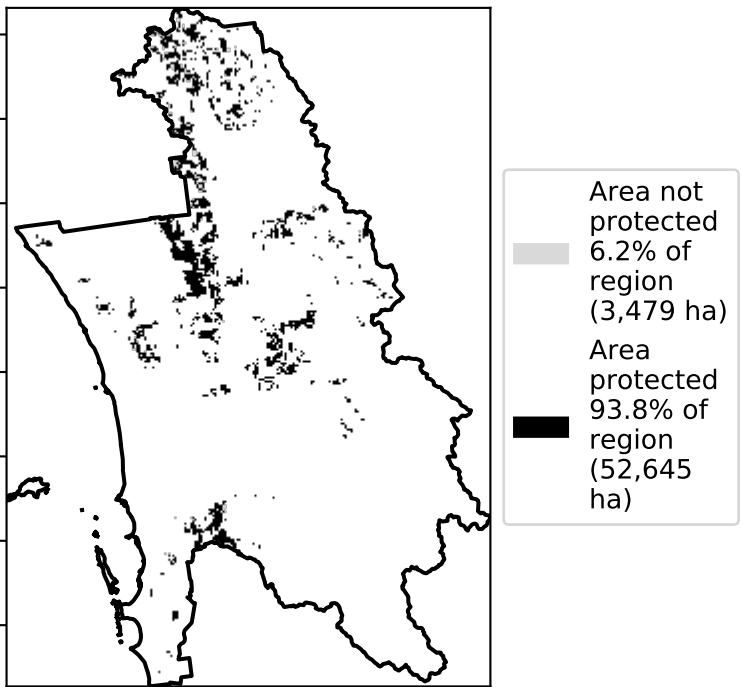 Area not
protected
6.2% of
region
(3,479 ha)
Area
protected
93.8% of
region
(52,645
ha)